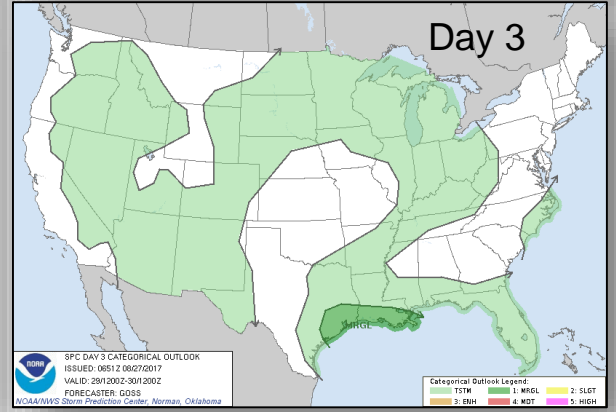 Day 3
MRGL
NOAA
SPC DAY 3 CATEGORICAL OUTLOOK
ISSUED: 0651Z 08/27/2017
VALID: 29/1200Z-30/1200Z
FORECASTER: GOSS
NOAA/NWS Storm Prediction Center, Norman, Oklahoma
Categorical Outlook Legend:
TSTM 1: MRGL 2: SLGT
3: ENH 4: MDT 5: HIGH